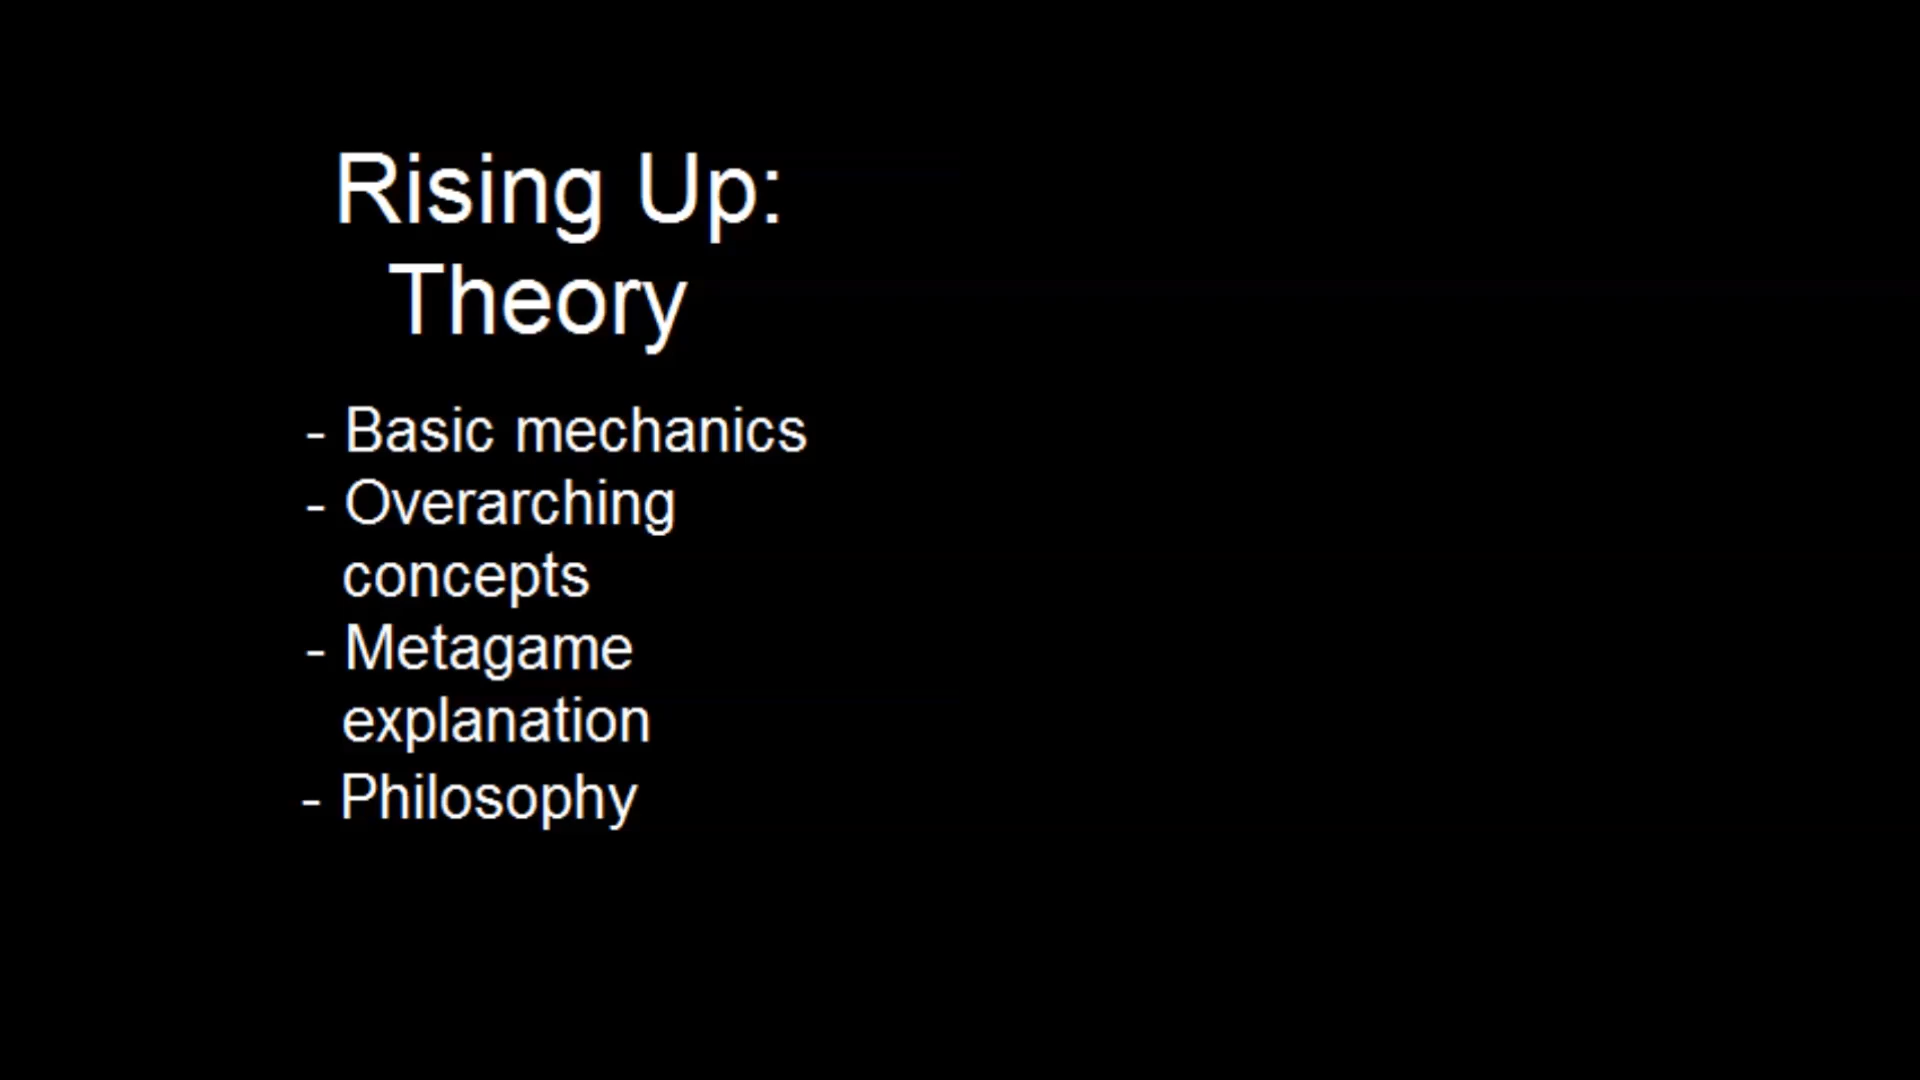 Rising Up:
Theory
- Basic mechanics
- Overarching
concepts
- Metagame
explanation
- Philosophy